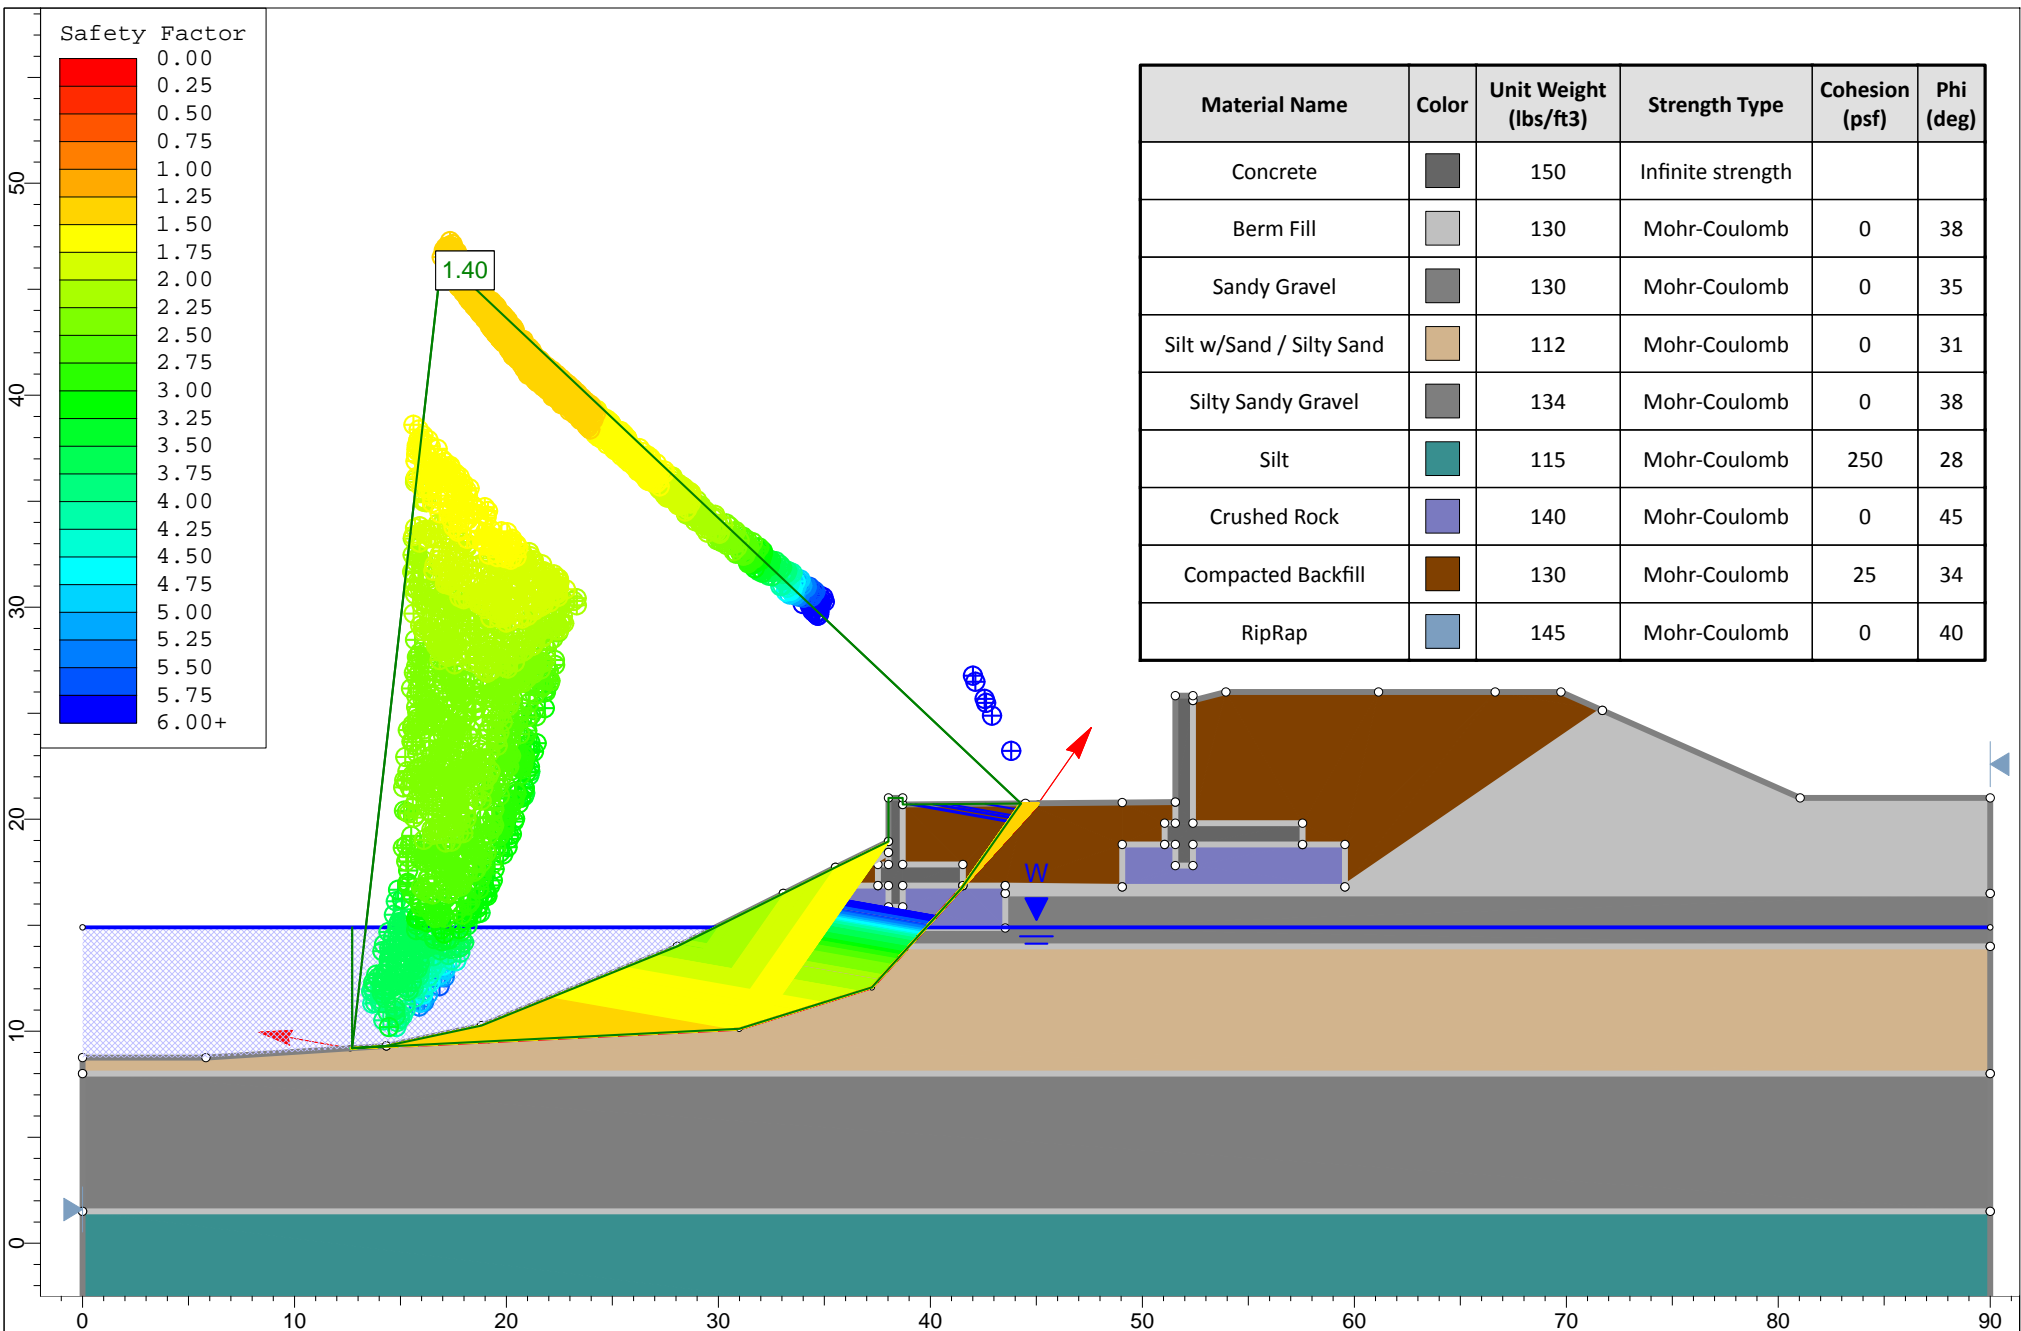 Safety Factor
0.00
0.25
0.50
0.75
1.00
1.25
1.50
1.75
2.00
2.25
2.50
2.75
3.00
3.25
3.50
3.75
4.00
4.25
4.50
4.75
5.00
5.25
5.50
5.75
6.00+
1.40
Material Name Color Unit Weight (lbs/ft3) Strength Type Cohesion (psf) Phi (deg)
Concrete 150 Infinite strength
Berm Fill 130 Mohr-Coulomb 0 38
Sandy Gravel 130 Mohr-Coulomb 0 35
Silt w/Sand / Silty Sand 112 Mohr-Coulomb 0 31
Silty Sandy Gravel 134 Mohr-Coulomb 0 38
Silt 115 Mohr-Coulomb 250 28
Crushed Rock 140 Mohr-Coulomb 0 45
Compacted Backfill 130 Mohr-Coulomb 25 34
RipRap 145 Mohr-Coulomb 0 40
W
50
40
30
20
10
0
0 10 20 30 40 50 60 70 80 90